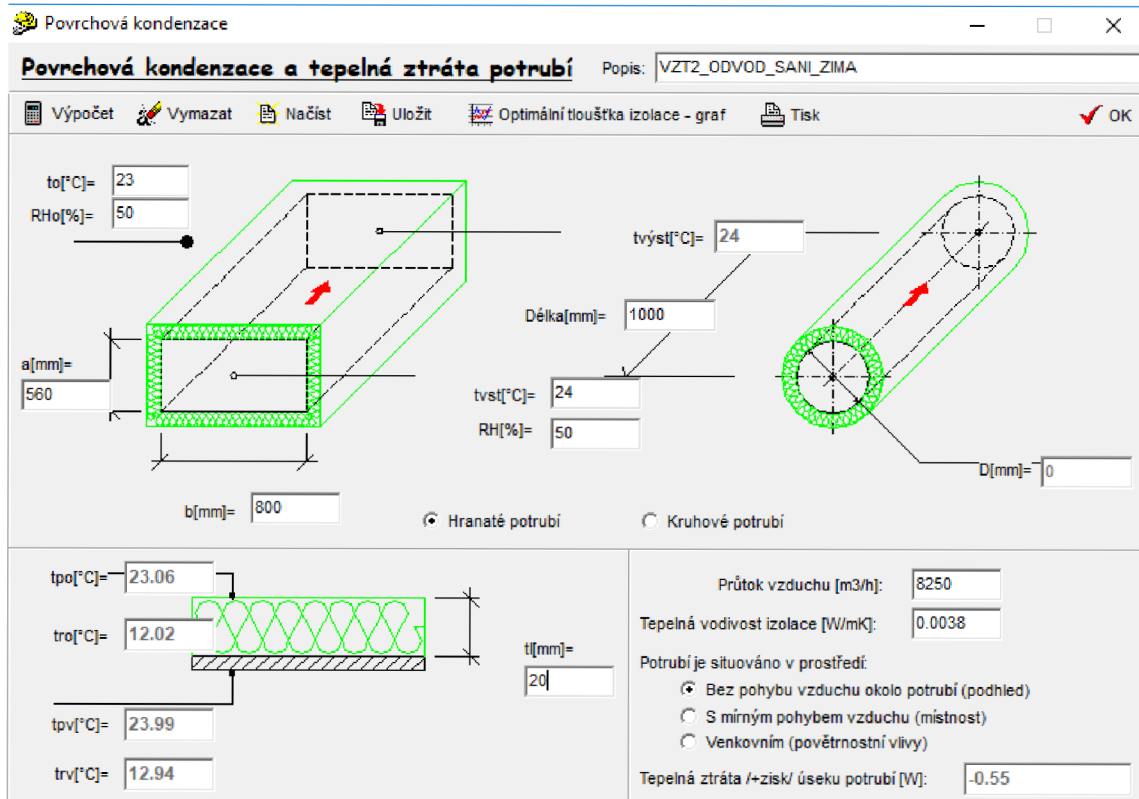 Povrchová kondenzace
Povrchová kondenzace a tepelná ztráta potrubí Popis: VZT2_ODVOD_SANI_ZIMA
Výpočet Vymazat Načíst Uložit Optimální tloušťka izolace - graf Tisk OK
to[°C]= 23
RHo[%]= 50
tvýst[°C]= 24
Délka[mm]= 1000
a[mm]=
560
tvst[°C]= 24
RH[%]= 50
D[mm]= 0
b[mm]= 800
Hranaté potrubí Kruhové potrubí
tpo[°C]= 23.06
tro[°C]= 12.02
tl[mm]=
20
tpv[°C]= 23.99
trv[°C]= 12.94
Průtok vzduchu [m3/h]: 8250
Tepelná vodivost izolace [W/mK]: 0.0038
Potrubí je situováno v prostředí:
Bez pohybu vzduchu okolo potrubí (podhled)
S mírným pohybem vzduchu (místnost)
Venkovním (povětrnostní vlivy)
Tepelná ztráta /+zisk/ úseku potrubí [W]: -0.55